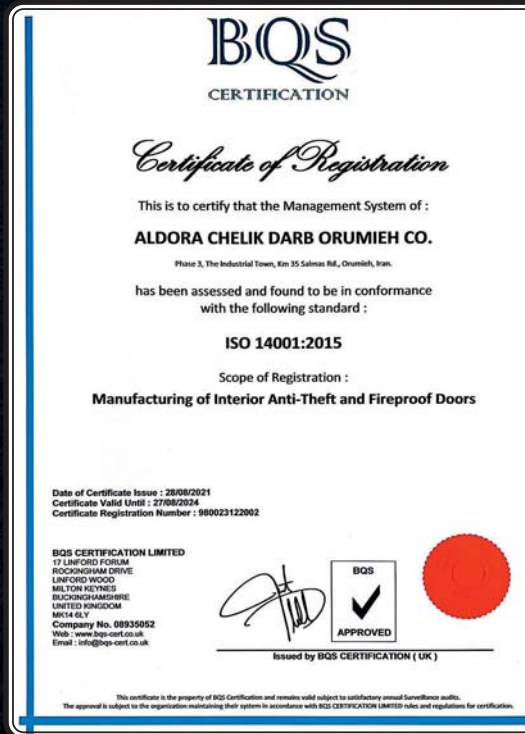 BQS
CERTIFICATION
Certificate of Registration
This is to certify that the Management System of :
ALDORA CHELIK DARB ORUMIEH CO.
Phase 3, The Industrial Town, Km 35 Salmas Rd., Orumieh, Iran.
has been assessed and found to be in conformance
with the following standard :
ISO 14001:2015
Scope of Registration :
Manufacturing of Interior Anti-Theft and Fireproof Doors
Date of Certificate Issue : 28/08/2021
Certificate Valid Until : 27/08/2024
Certificate Registration Number : 980023122002
BQS CERTIFICATION LIMITED
17 LINFORD FORUM
ROCKINGHAM DRIVE
LINFORD WOOD
MILTON KEYNES
BUCKINGHAMSHIRE
UNITED KINGDOM
MK14 6LY
Company No. 08935052
Web : www.bqs-cert.co.uk
Email : info@bqs-cert.co.uk
BQS
APPROVED
Issued by BQS CERTIFICATION ( UK )
This certificate is the property of BQS Certification and remains valid subject to satisfactory annual Surveillance audits.
The approval is subject to the organization maintaining their system in accordance with BQS CERTIFICATION LIMITED rules and regulations for certification.